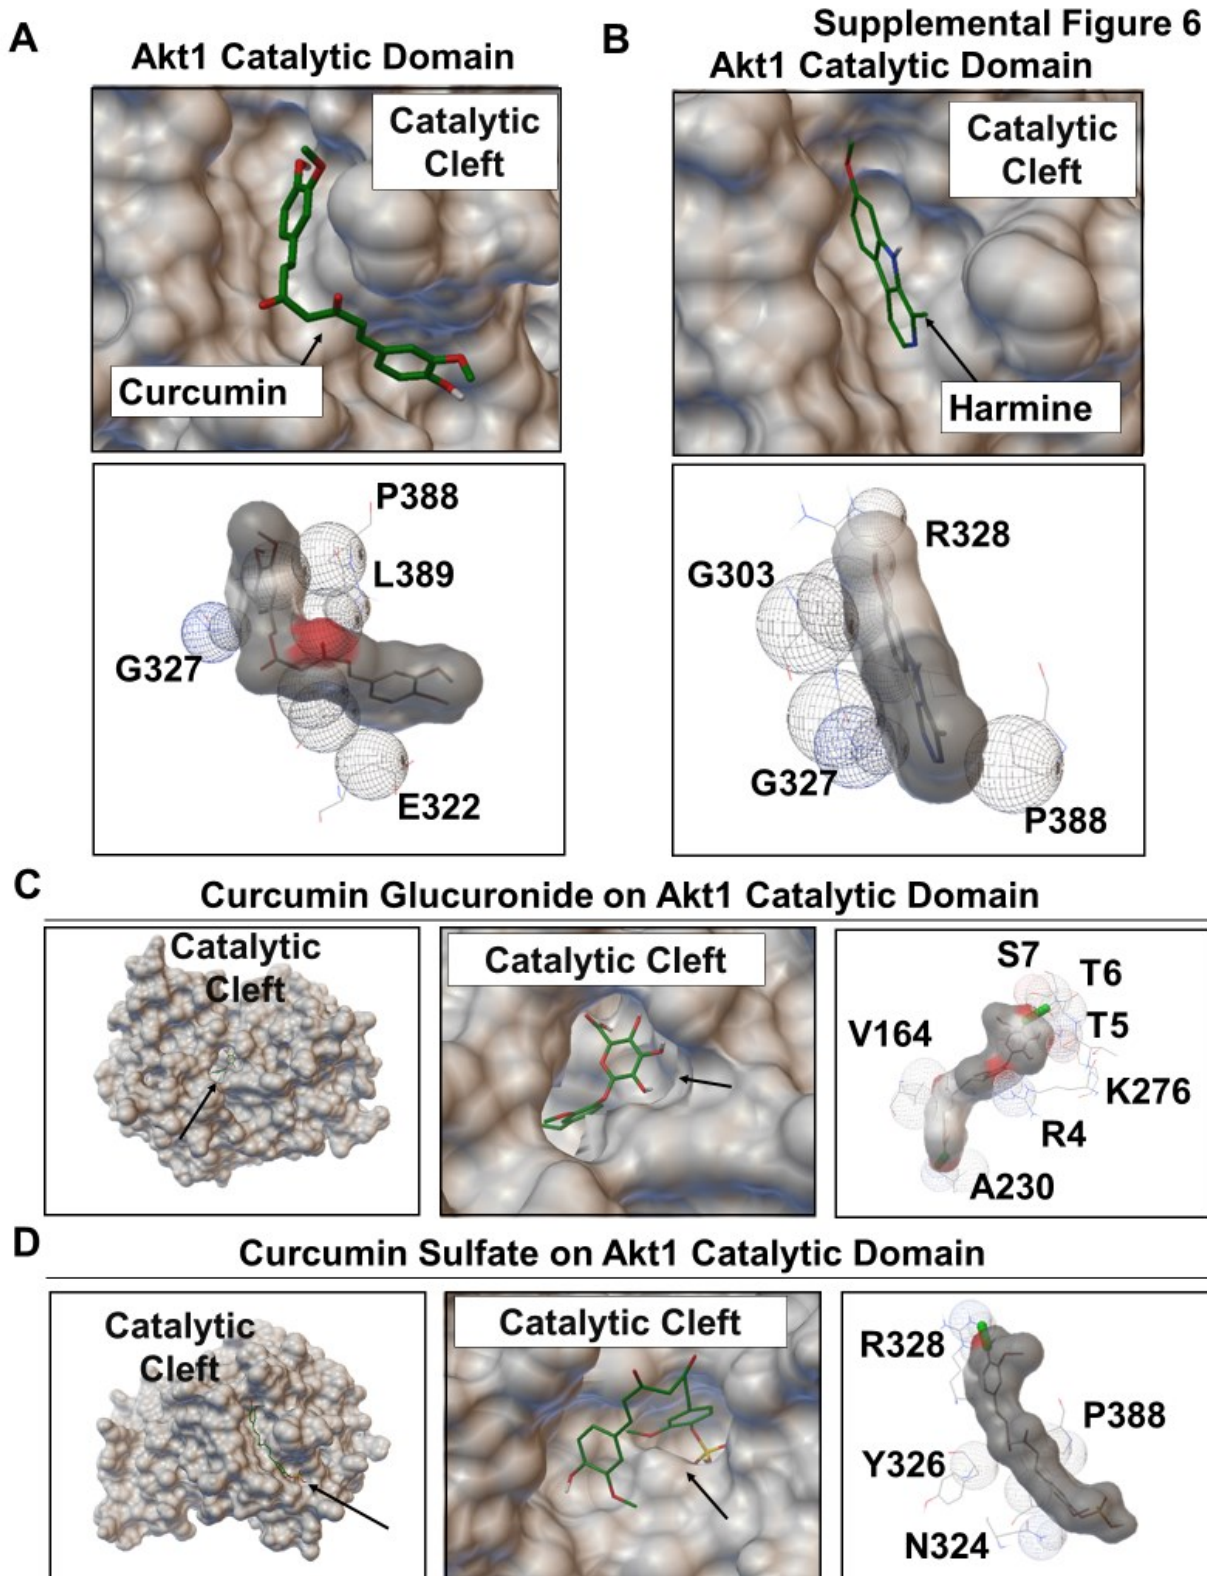 Supplemental Figure 6
A
Akt1 Catalytic Domain
Catalytic
Cleft
Curcumin
P388
L389
G327
E322
B
Akt1 Catalytic Domain
Catalytic
Cleft
Harmine
R328
G303
G327
P388
C
Curcumin Glucuronide on Akt1 Catalytic Domain
Catalytic
Cleft
Catalytic Cleft
S7
T6
T5
V164
K276
R4
A230
D
Curcumin Sulfate on Akt1 Catalytic Domain
Catalytic
Cleft
Catalytic Cleft
R328
P388
Y326
N324